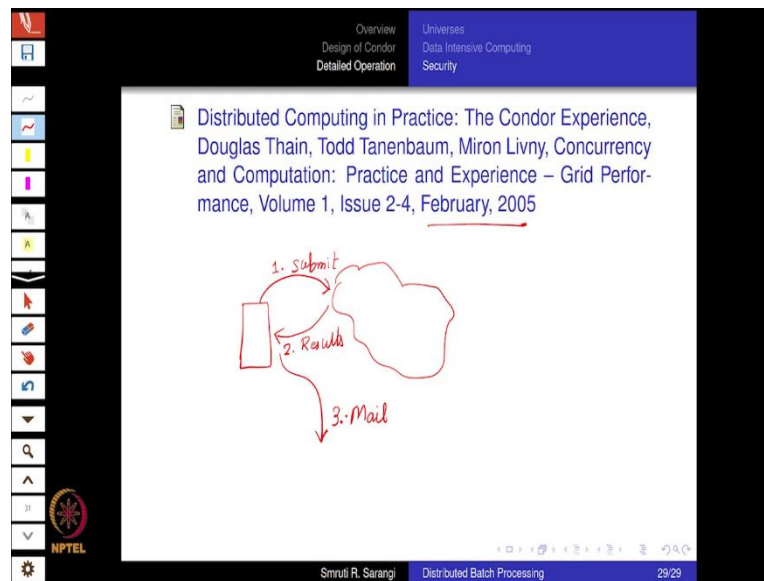 Overview
Design of Condor
Detailed Operation
Universes
Data Intensive Computing
Security
Distributed Computing in Practice: The Condor Experience,
Douglas Thain, Todd Tanenbaum, Miron Livny, Concurrency
and Computation: Practice and Experience – Grid Perfor-
mance, Volume 1, Issue 2-4, February, 2005
1. Submit
2. Results
3. Mail
A
A
31
NPTEL
Smruti R. Sarangi
Distributed Batch Processing
29/29